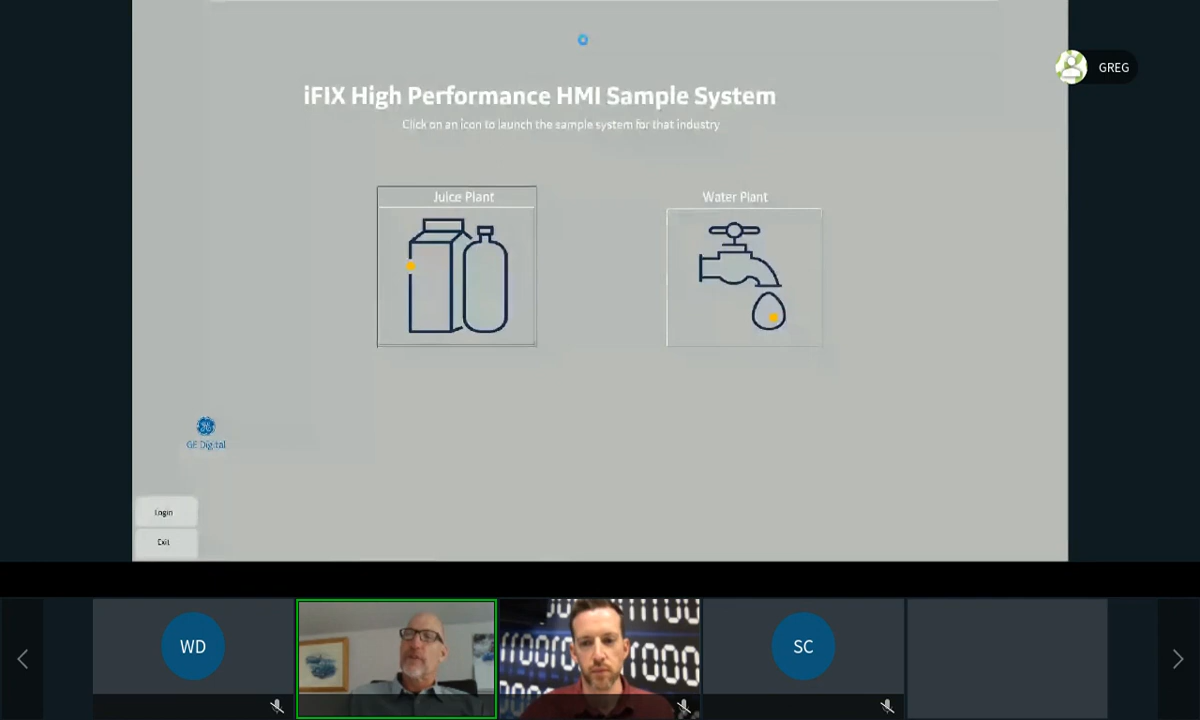 GREG
iFIX High Performance HMI Sample System
Click on an icon to launch the sample system for that industry
Juice Plant
Water Plant
GE Digital
Login
Exit
WD
SC